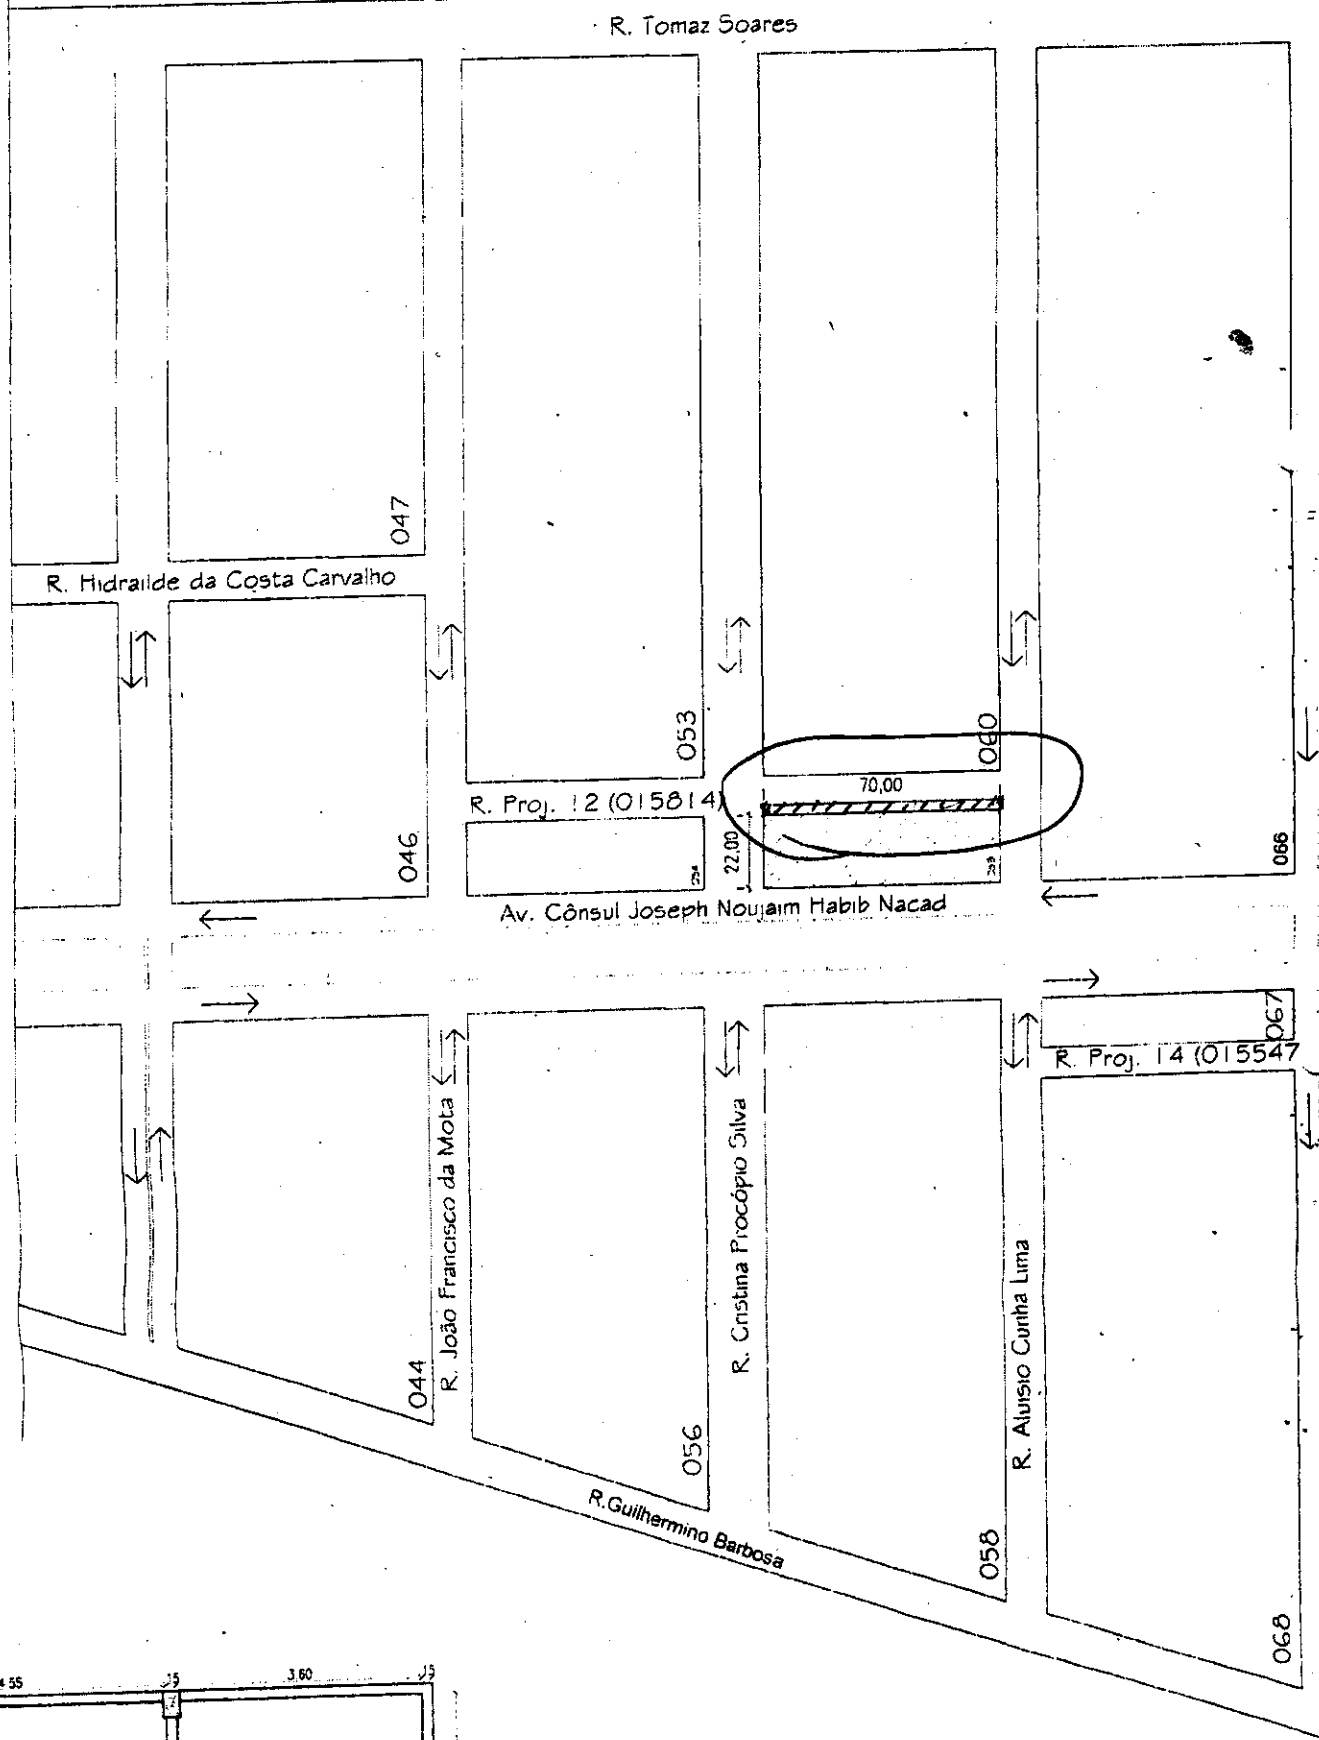 R. Tomaz Soares
047
R. Hidrailde da Costa Carvalho
053
060
70,00
R. Proj. 12 (015814)
22,00
046
066
Av. Cônsul Joseph Noujaim Habib Nacad
067
R. Proj. 14 (015547
R. João Francisco da Mota
R. Cristina Procópio Silva
R. Aluisio Cunha Lima
044
056
R.Guilhermino Barbosa
058
068
3,60